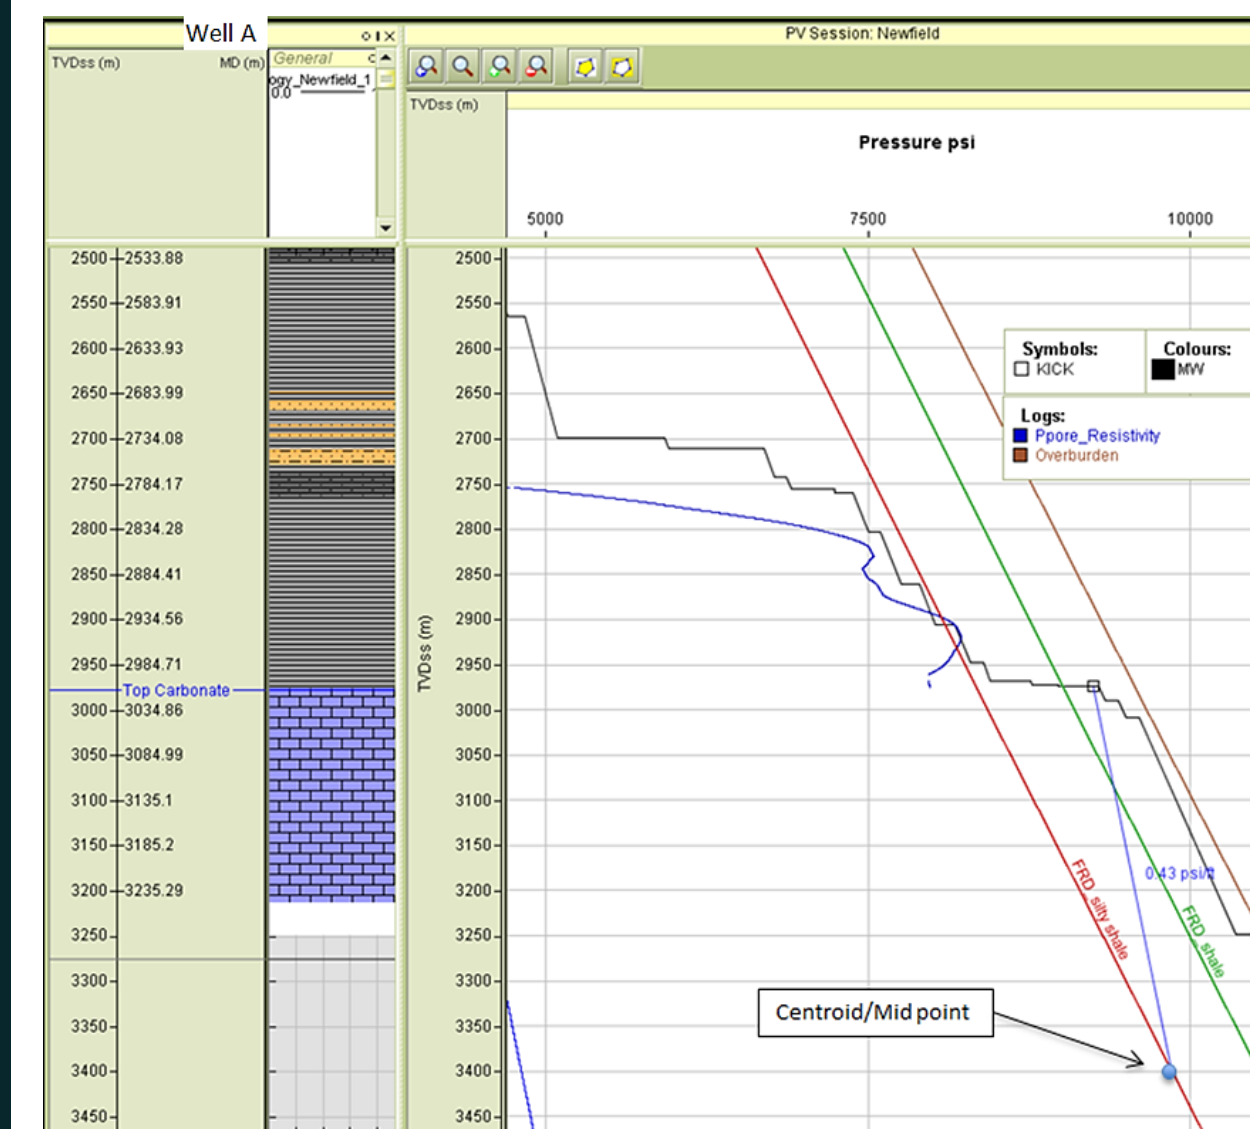 Well A
PV Session: Newfield
TVDss (m) MD (m)
General
ogy_Newfield_1
0.0
TVDss (m)
Pressure psi
5000 7500 10000
2500 2533.88
2550 2583.91
2600 2633.93
2650 2683.99
2700 2734.08
2750 2784.17
2800 2834.28
2850 2884.41
2900 2934.56
2950 2984.71
Top Carbonate
3000 3034.86
3050 3084.99
3100 3135.1
3150 3185.2
3200 3235.29
3250
3300
3350
3400
3450
TVDss (m)
2500
2550
2600
2650
2700
2750
2800
2850
2900
2950
3000
3050
3100
3150
3200
3250
3300
3350
3400
3450
Symbols:
KICK
Colours:
MW
Logs:
Ppore_Resistivity
Overburden
0.43 psi/ft
FRD_silty shale
FRD_shale
Centroid/Mid point